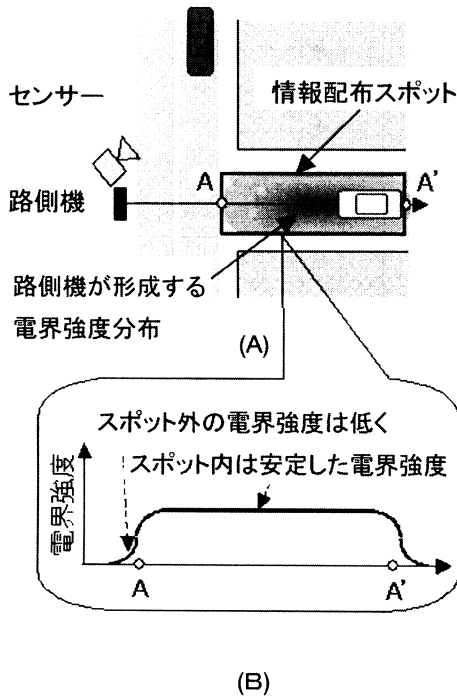 センサー
情報配布スポット
A
A'
路側機
路側機が形成する
電界強度分布
(A)
スポット外の電界強度は低く
スポット内は安定した電界強度
電界強度
A
A'
(B)